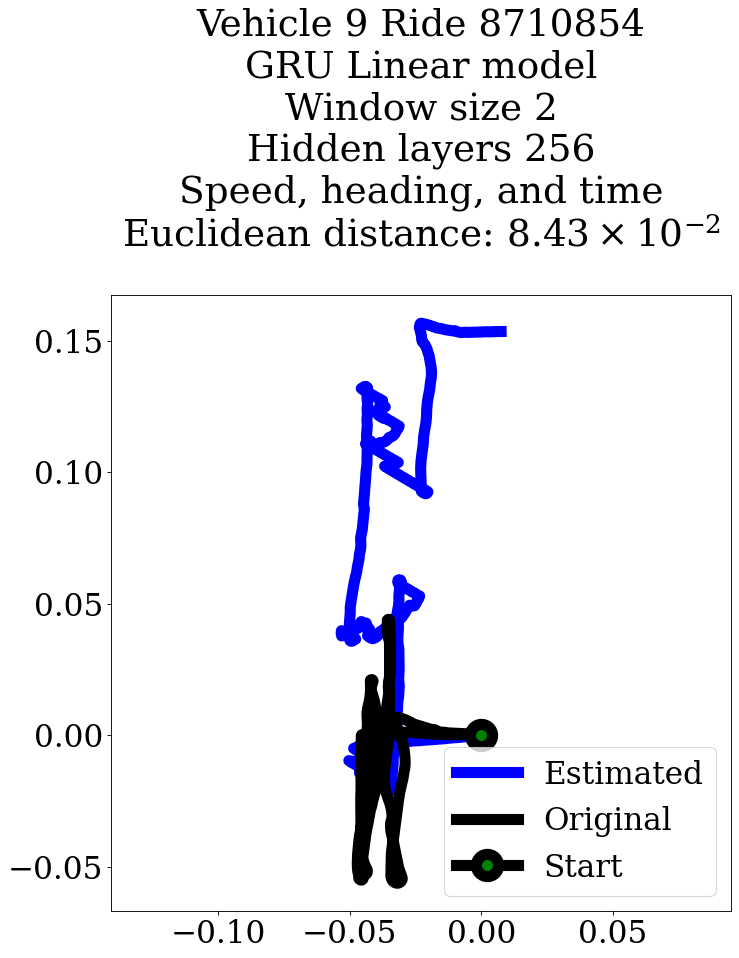 Vehicle 9 Ride 8710854
GRU Linear model
Window size 2
Hidden layers 256
Speed, heading, and time
Euclidean distance: 8.43 × 10⁻²
0.15
0.10
0.05
0.00
−0.05
−0.10
−0.05
0.00
0.05
Estimated
Original
Start